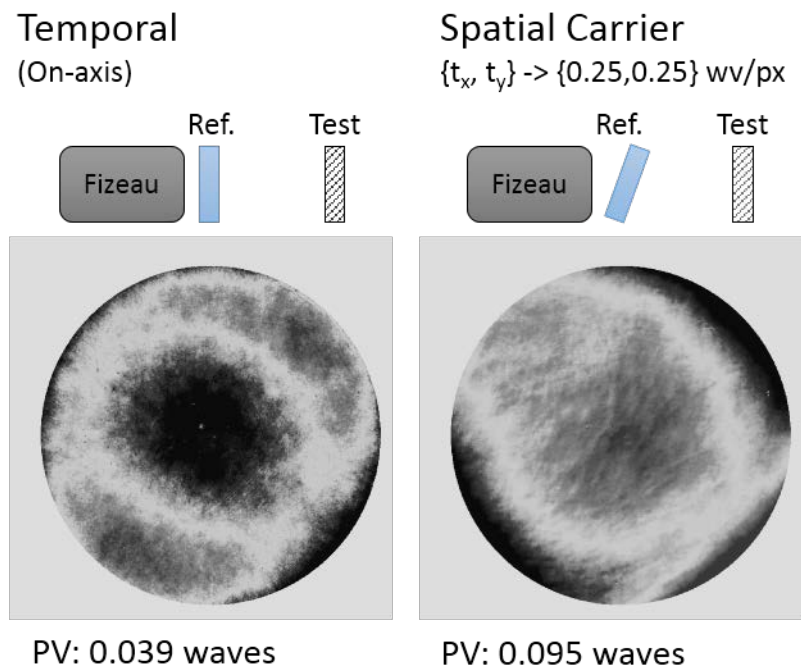 Temporal
(On-axis)
Ref.
Test
Fizeau
PV: 0.039 waves
Spatial Carrier
{tₓ, tᵧ} -> {0.25,0.25} wv/px
Ref.
Test
Fizeau
PV: 0.095 waves